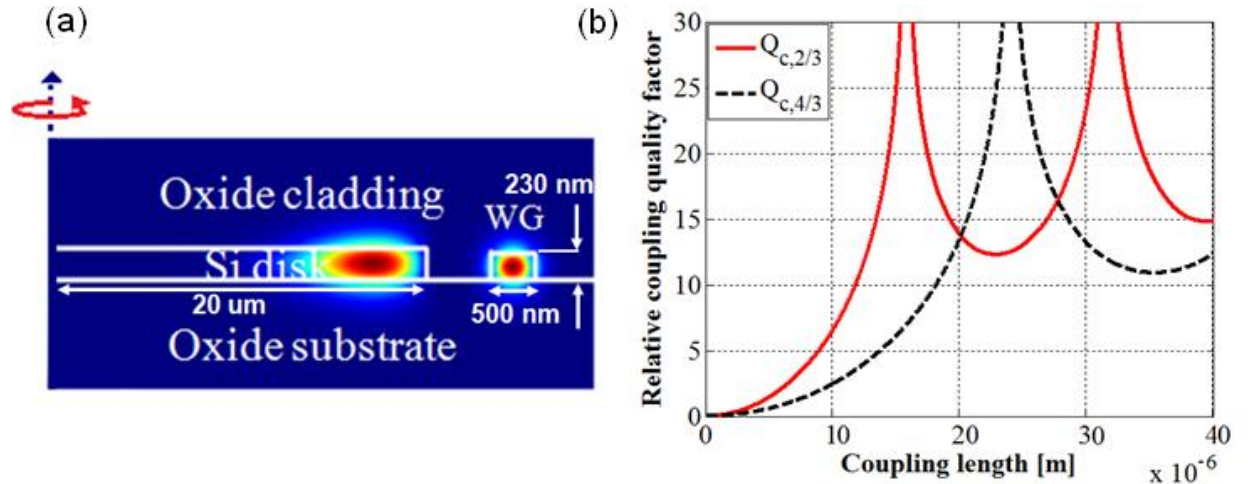 (a)
Oxide cladding
230 nm
WG
Si disk
20 um
500 nm
Oxide substrate
(b)
Relative coupling quality factor
30
25
20
15
10
5
0
Q_c,2/3
Q_c,4/3
0 10 20 30 40
Coupling length [m]
x 10^-6